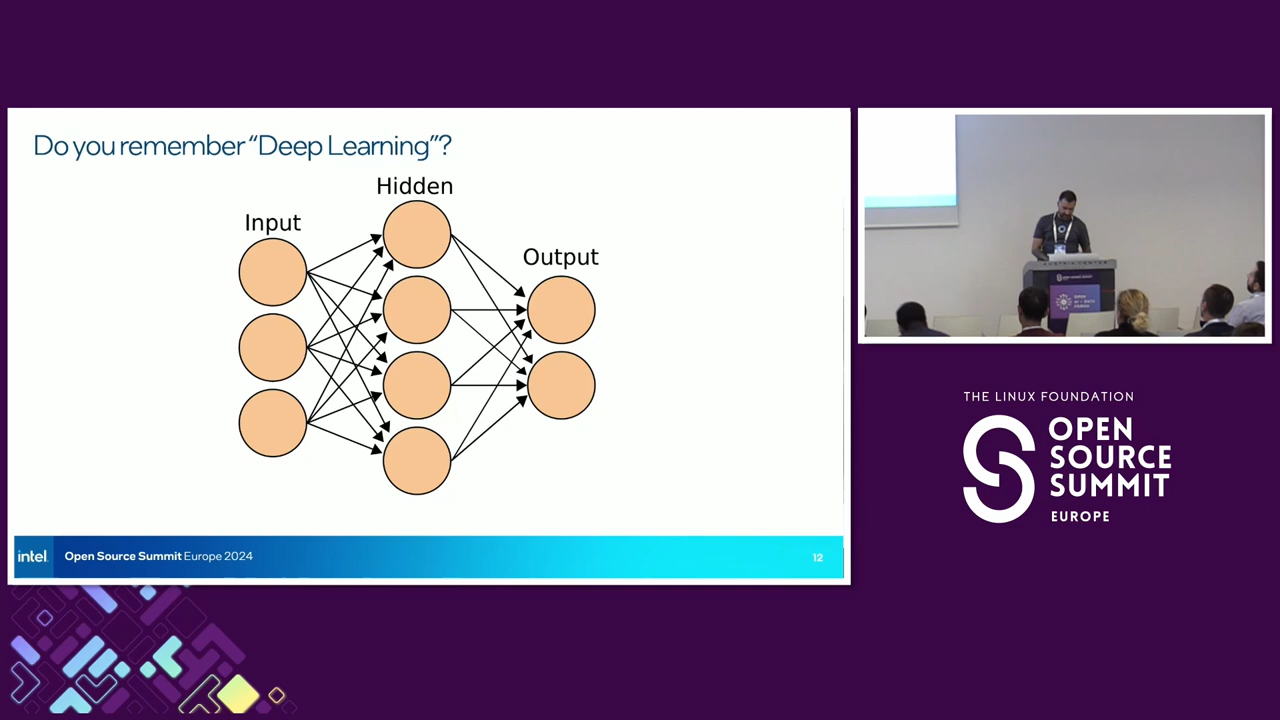 Do you remember “Deep Learning”?
Hidden
Input
Output
intel.
Open Source Summit Europe 2024
12
THE LINUX FOUNDATION
OPEN
SOURCE
SUMMIT
EUROPE